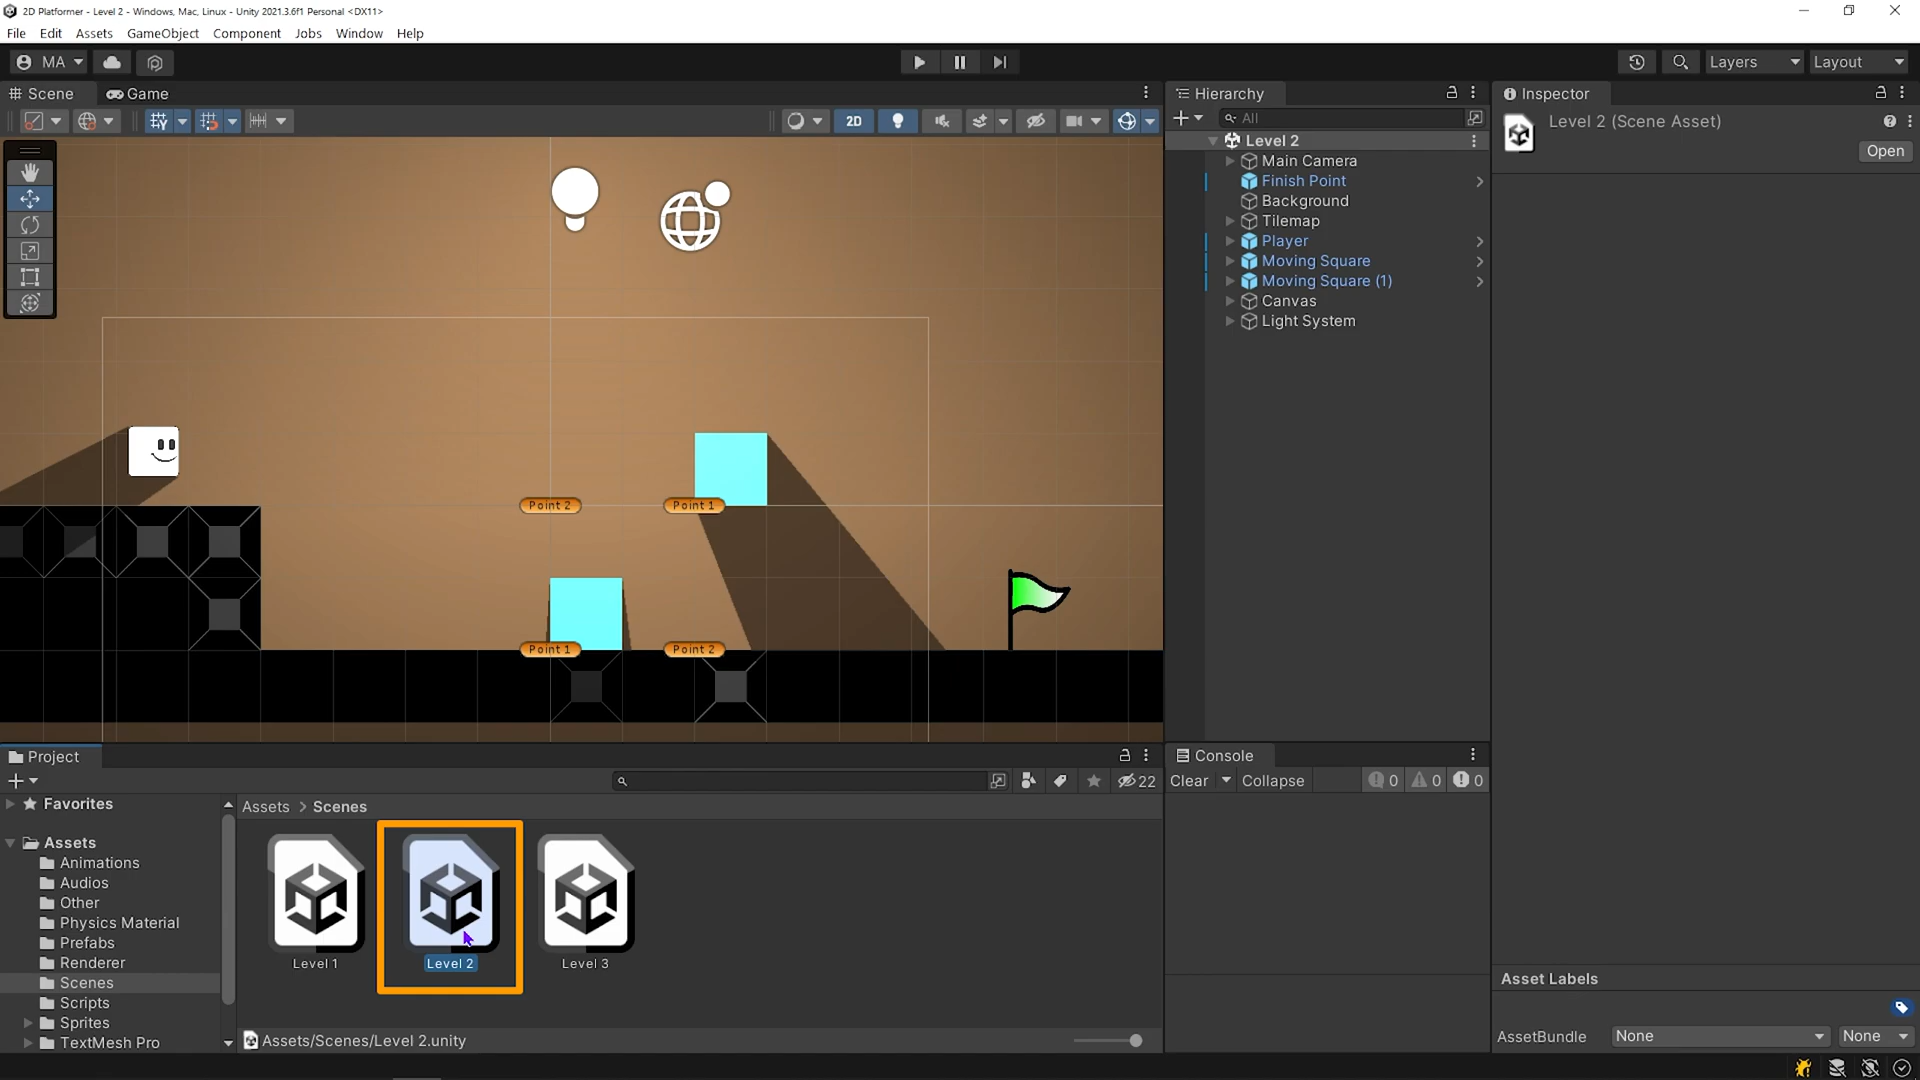 2D Platformer - Level 2 - Windows, Mac, Linux - Unity 2021.3.6f1 Personal <DX11>
File Edit Assets GameObject Component Jobs Window Help
MA
Layers
Layout
Scene
Game
2D
Point 2
Point 1
Point 1
Point 2
Hierarchy
All
Level 2
Main Camera
Finish Point
Background
Tilemap
Player
Moving Square
Moving Square (1)
Canvas
Light System
Inspector
Level 2 (Scene Asset)
Open
Project
22
Favorites
Assets
Animations
Audios
Other
Physics Material
Prefabs
Renderer
Scenes
Scripts
Sprites
TextMesh Pro
Assets > Scenes
Level 1
Level 2
Level 3
Assets/Scenes/Level 2.unity
Console
Clear
Collapse
0
0
0
Asset Labels
AssetBundle
None
None